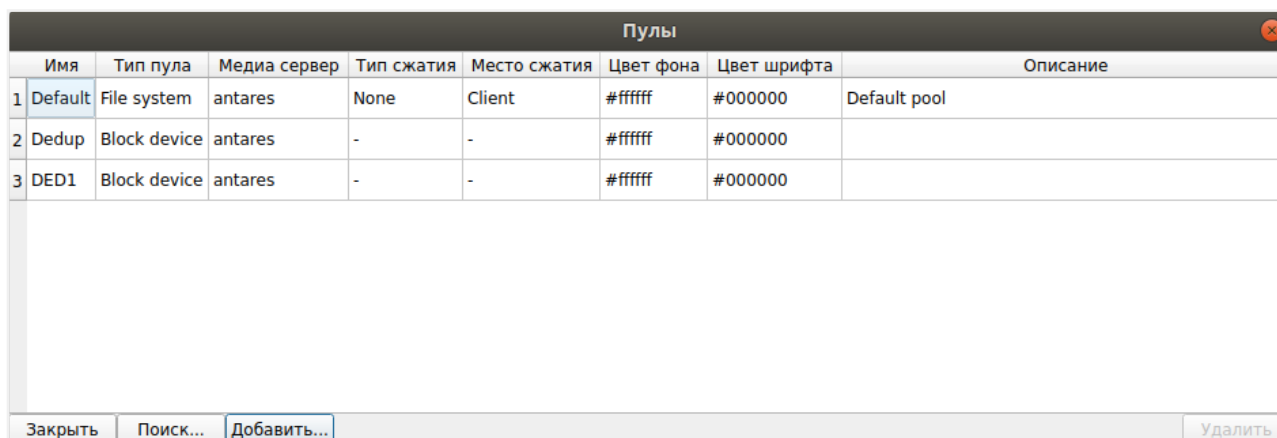 Пулы
Имя Тип пула Медиа сервер Тип сжатия Место сжатия Цвет фона Цвет шрифта Описание
1 Default File system antares None Client #ffffff #000000 Default pool
2 Dedup Block device antares - - #ffffff #000000
3 DED1 Block device antares - - #ffffff #000000
Закрыть Поиск... Добавить... Удалить